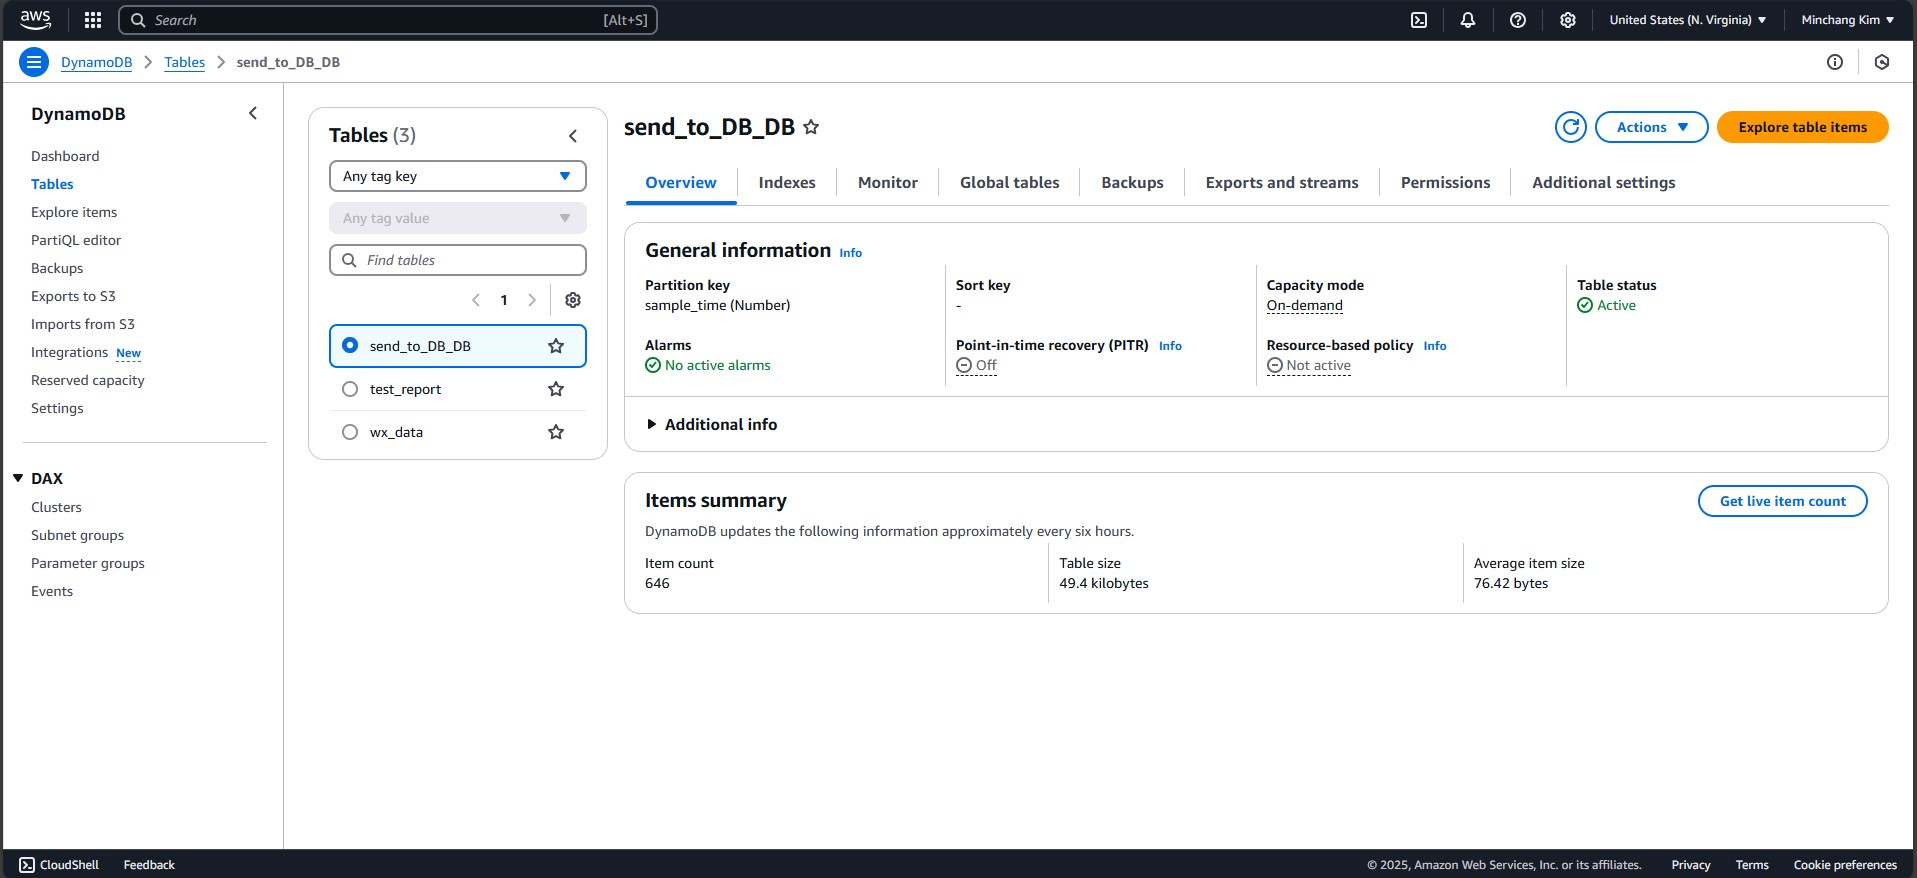 aws
Search [Alt+S]
United States (N. Virginia)
Minchang Kim
DynamoDB
Tables
send_to_DB_DB
DynamoDB
Dashboard
Tables
Explore items
PartiQL editor
Backups
Exports to S3
Imports from S3
Integrations New
Reserved capacity
Settings
DAX
Clusters
Subnet groups
Parameter groups
Events
Tables (3)
Any tag key
Any tag value
Find tables
1
send_to_DB_DB
test_report
wx_data
send_to_DB_DB
Actions
Explore table items
Overview
Indexes
Monitor
Global tables
Backups
Exports and streams
Permissions
Additional settings
General information Info
Partition key
sample_time (Number)
Sort key
-
Capacity mode
On-demand
Table status
Active
Alarms
No active alarms
Point-in-time recovery (PITR) Info
Off
Resource-based policy Info
Not active
Additional info
Items summary
Get live item count
DynamoDB updates the following information approximately every six hours.
Item count
646
Table size
49.4 kilobytes
Average item size
76.42 bytes
CloudShell
Feedback
© 2025, Amazon Web Services, Inc. or its affiliates.
Privacy
Terms
Cookie preferences